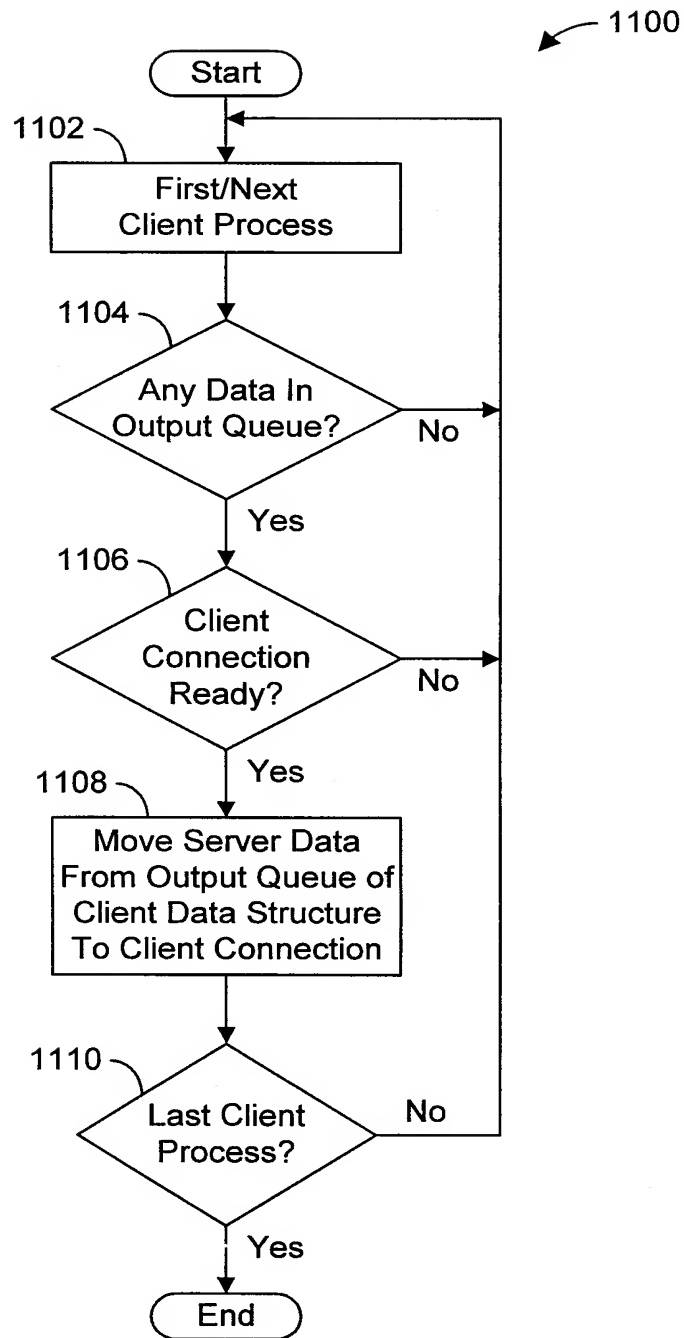 1100
Start
1102
First/Next
Client Process
1104
Any Data In
Output Queue?
No
Yes
1106
Client
Connection
Ready?
No
Yes
1108
Move Server Data
From Output Queue of
Client Data Structure
To Client Connection
1110
Last Client
Process?
No
Yes
End